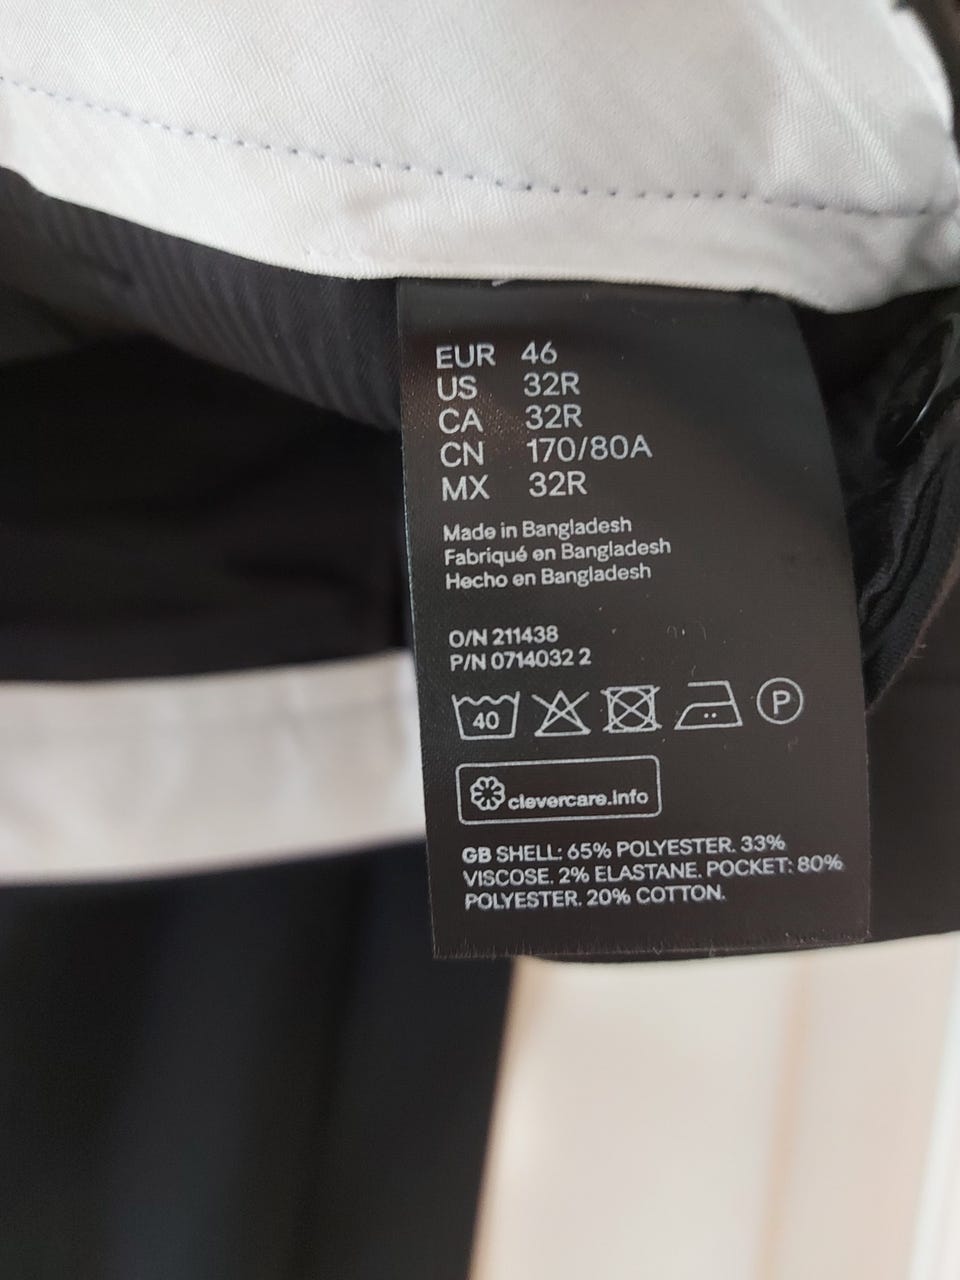 EUR 46
US 32R
CA 32R
CN 170/80A
MX 32R
Made in Bangladesh
Fabriqué en Bangladesh
Hecho en Bangladesh
O/N 211438
P/N 0714032 2
40 P
clevercare.info
GB SHELL: 65% POLYESTER. 33%
VISCOSE. 2% ELASTANE. POCKET: 80%
POLYESTER. 20% COTTON.